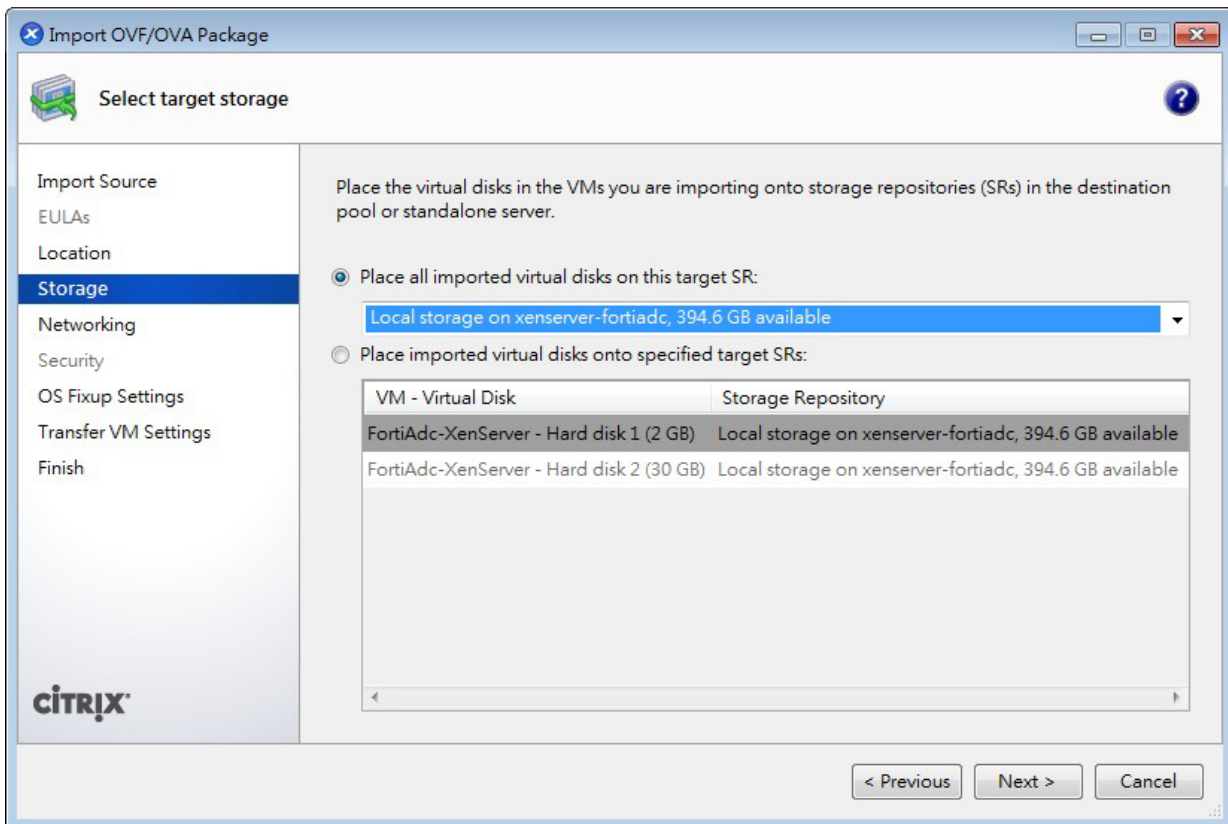 Import OVF/OVA Package
Select target storage
?
Import Source
EULAs
Location
Storage
Networking
Security
OS Fixup Settings
Transfer VM Settings
Finish
CİTRIX
Place the virtual disks in the VMs you are importing onto storage repositories (SRs) in the destination
pool or standalone server.
Place all imported virtual disks on this target SR:
Local storage on xenserver-fortiadc, 394.6 GB available
Place imported virtual disks onto specified target SRs:
VM - Virtual Disk Storage Repository
FortiAdc-XenServer - Hard disk 1 (2 GB) Local storage on xenserver-fortiadc, 394.6 GB available
FortiAdc-XenServer - Hard disk 2 (30 GB) Local storage on xenserver-fortiadc, 394.6 GB available
< Previous Next > Cancel